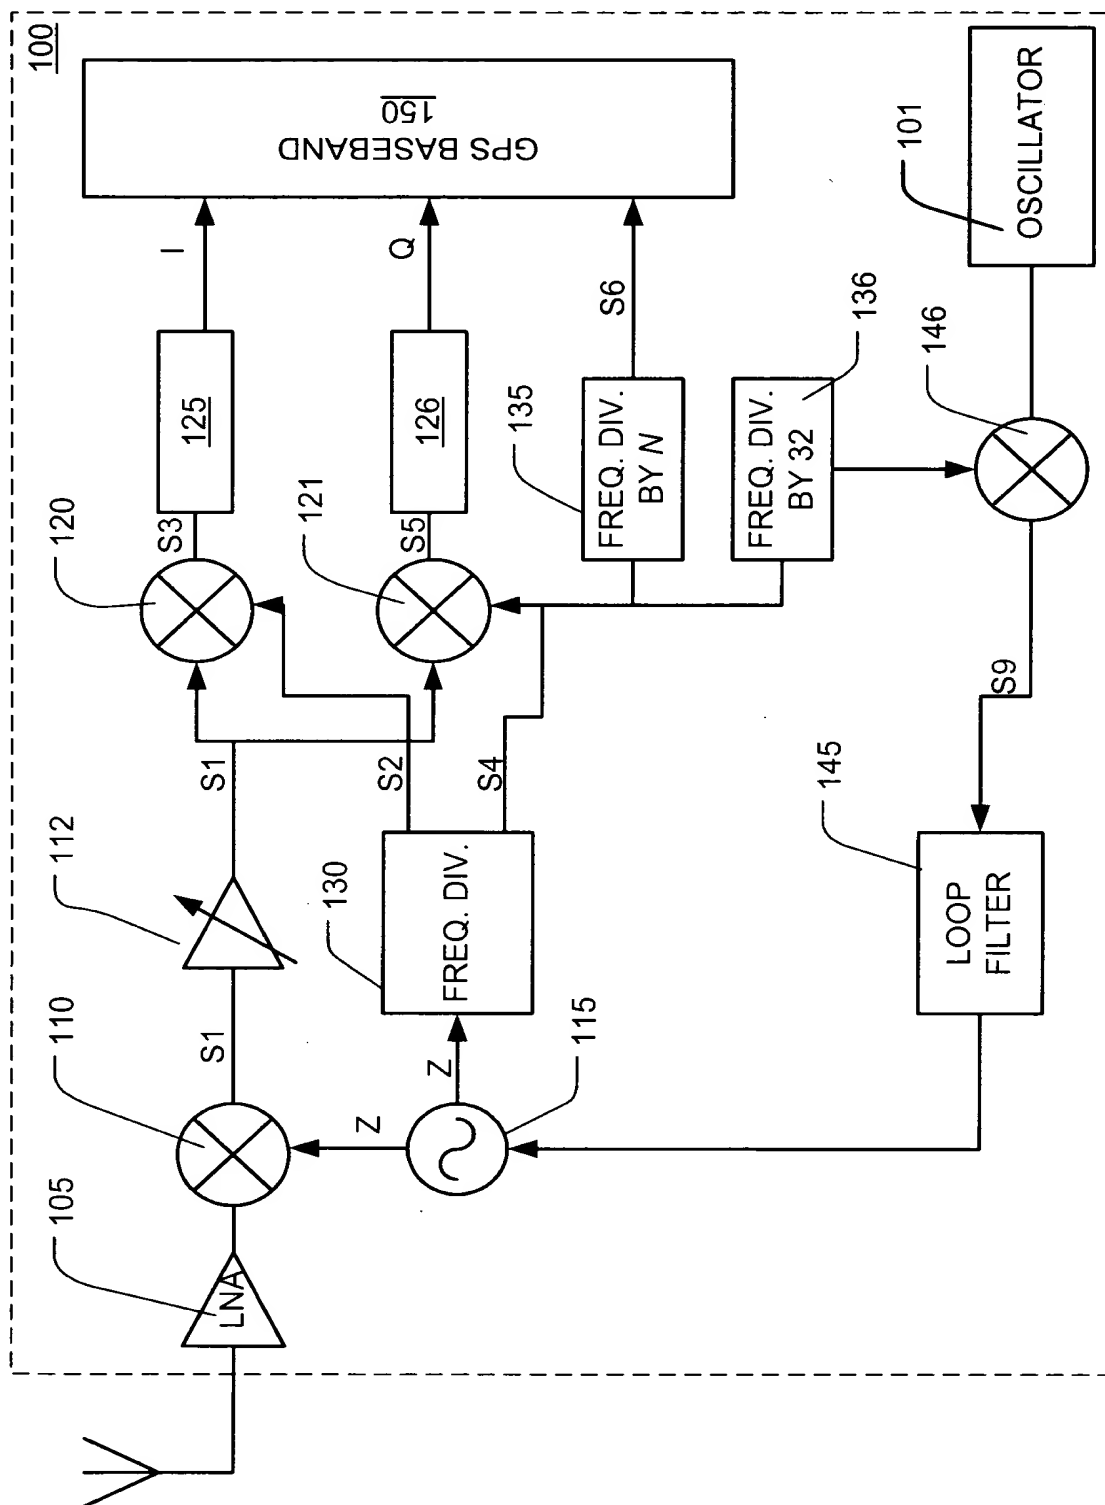 100
GPS BASEBAND
150
I
Q
S6
125
126
S3
S5
120
121
FREQ. DIV.
BY N
135
FREQ. DIV.
BY 32
136
146
101
OSCILLATOR
S1
112
S1
S2
S4
FREQ. DIV.
130
110
Z
Z
115
LNA
105
S9
LOOP
FILTER
145